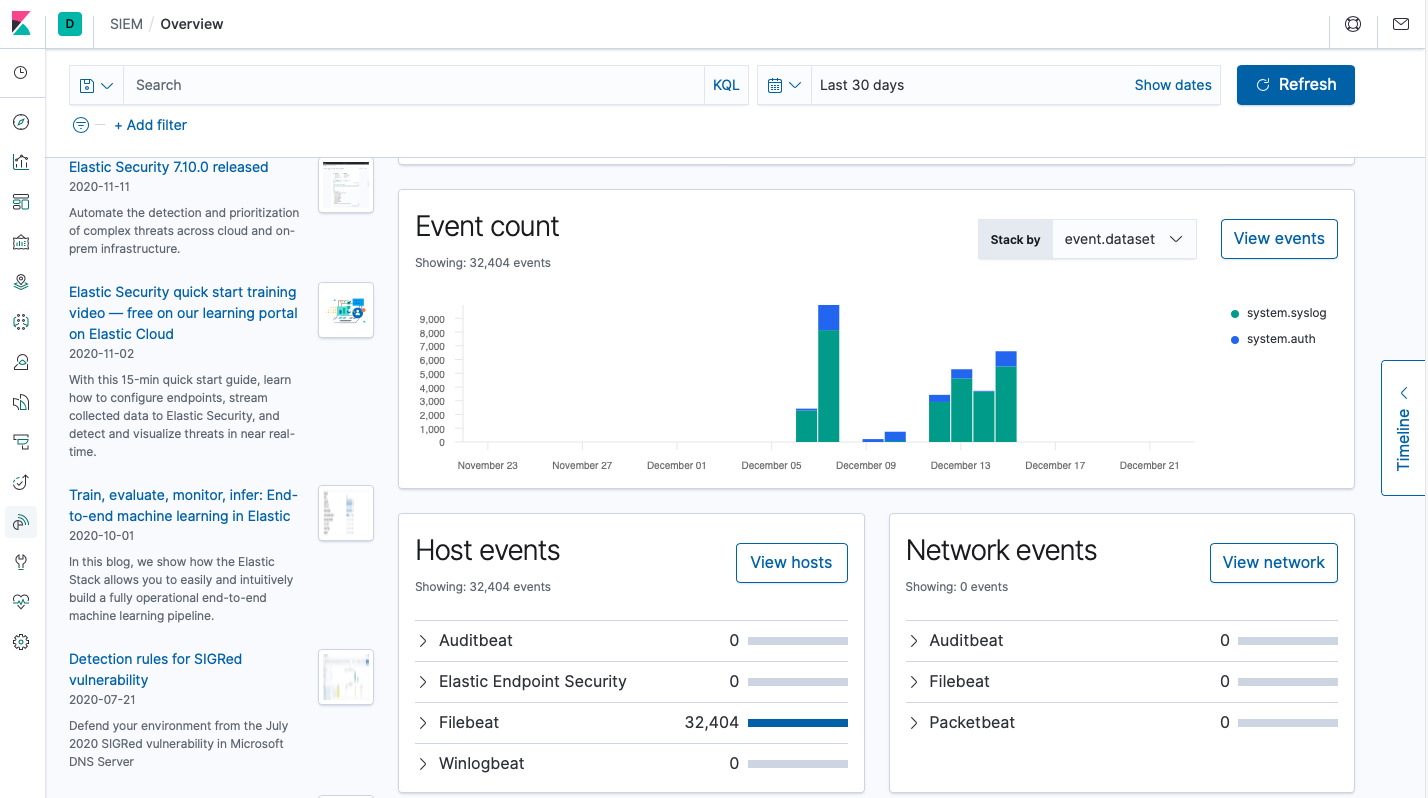 D
SIEM / Overview
Search
KQL
Last 30 days
Show dates
Refresh
+ Add filter
Elastic Security 7.10.0 released
2020-11-11
Automate the detection and prioritization
of complex threats across cloud and on-
prem infrastructure.
Elastic Security quick start training
video — free on our learning portal
on Elastic Cloud
2020-11-02
With this 15-min quick start guide, learn
how to configure endpoints, stream
collected data to Elastic Security, and
detect and visualize threats in near real-
time.
Train, evaluate, monitor, infer: End-
to-end machine learning in Elastic
2020-10-01
In this blog, we show how the Elastic
Stack allows you to easily and intuitively
build a fully operational end-to-end
machine learning pipeline.
Detection rules for SIGRed
vulnerability
2020-07-21
Defend your environment from the July
2020 SIGRed vulnerability in Microsoft
DNS Server
Event count
Showing: 32,404 events
Stack by
event.dataset
View events
9,000
8,000
7,000
6,000
5,000
4,000
3,000
2,000
1,000
0
November 23
November 27
December 01
December 05
December 09
December 13
December 17
December 21
system.syslog
system.auth
Timeline
Host events
Showing: 32,404 events
View hosts
Auditbeat 0
Elastic Endpoint Security 0
Filebeat 32,404
Winlogbeat 0
Network events
Showing: 0 events
View network
Auditbeat 0
Filebeat 0
Packetbeat 0